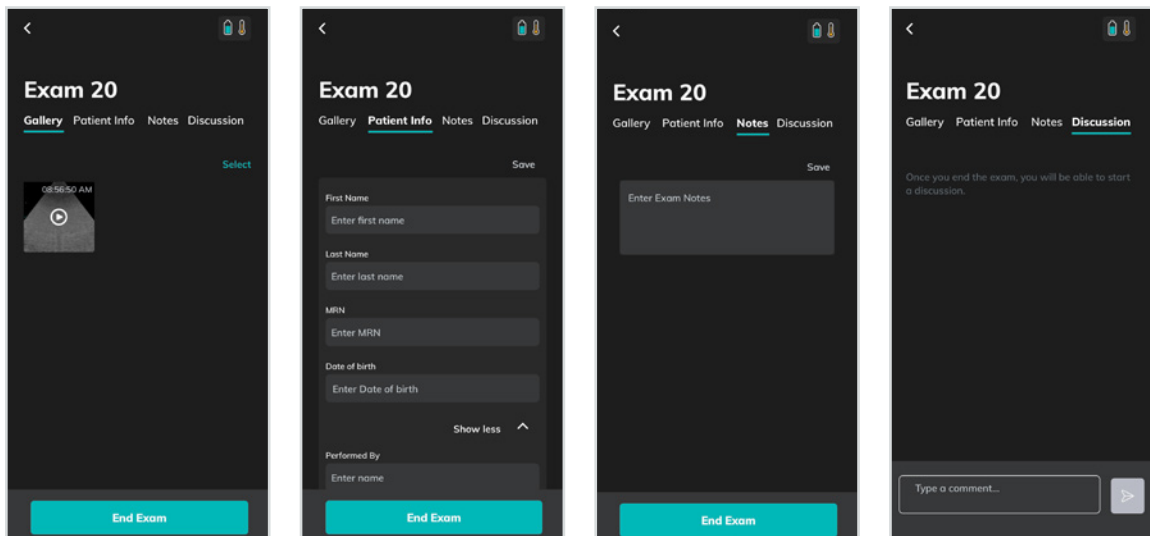 Exam 20
Gallery Patient Info Notes Discussion
Select
08:56:50 AM
End Exam
Exam 20
Gallery Patient Info Notes Discussion
Save
First Name
Enter first name
Last Name
Enter last name
MRN
Enter MRN
Date of birth
Enter Date of birth
Show less
Performed By
Enter name
End Exam
Exam 20
Gallery Patient Info Notes Discussion
Save
Enter Exam Notes
End Exam
Exam 20
Gallery Patient Info Notes Discussion
Once you end the exam, you will be able to start
a discussion.
Type a comment...